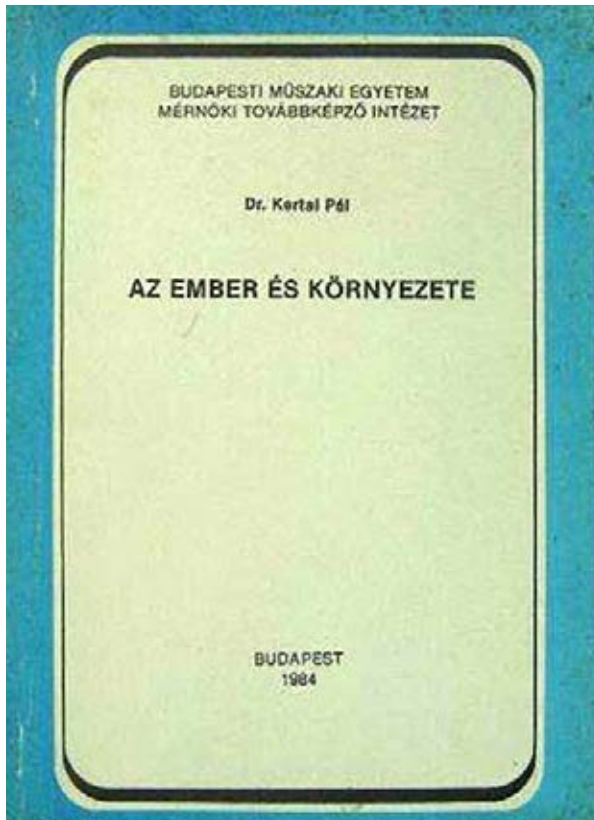 BUDAPESTI MŰSZAKI EGYETEM
MÉRNÖKI TOVÁBBKÉPZŐ INTÉZET
Dr. Kertai Pál
AZ EMBER ÉS KÖRNYEZETE
BUDAPEST
1984